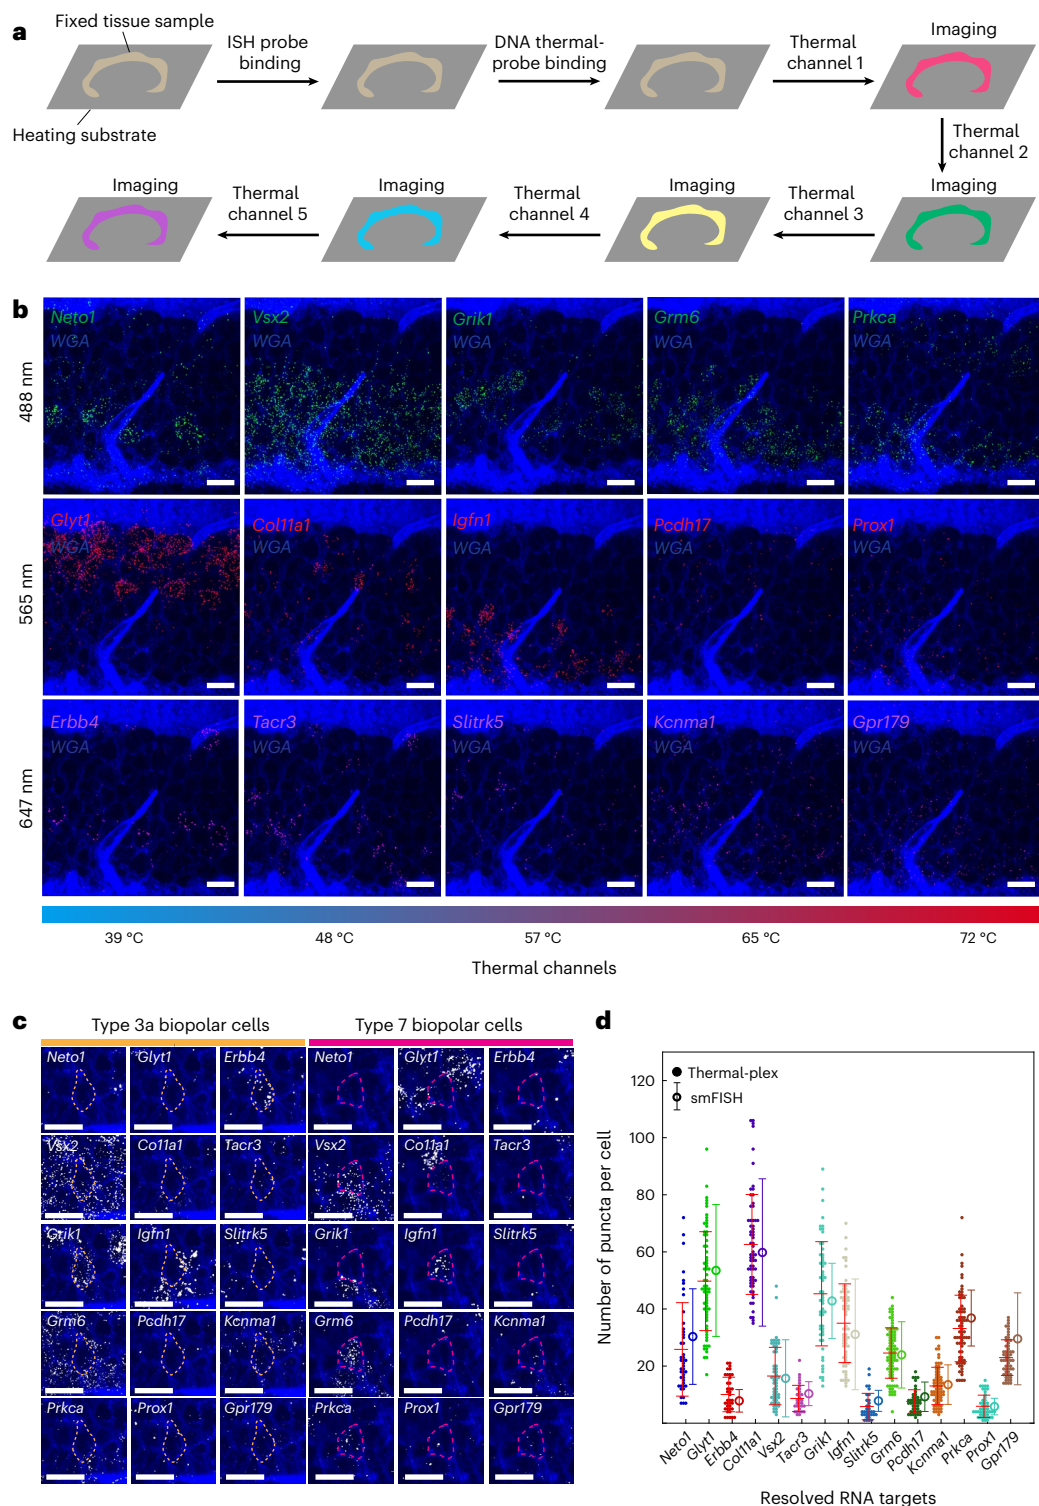 a
Fixed tissue sample
Heating substrate
ISH probe
binding
DNA thermal-
probe binding
Thermal
channel 1
Imaging
Thermal
channel 2
Imaging
Thermal
channel 3
Imaging
Thermal
channel 4
Imaging
Thermal
channel 5
Imaging
b
488 nm
Neto1
WGA
Vsx2
WGA
Grik1
WGA
Grm6
WGA
Prkca
WGA
565 nm
Glyt1
WGA
Col11a1
WGA
Igfn1
WGA
Pcdh17
WGA
Prox1
WGA
647 nm
Erbb4
WGA
Tacr3
WGA
Slitrk5
WGA
Kcnma1
WGA
Gpr179
WGA
39 °C 48 °C 57 °C 65 °C 72 °C
Thermal channels
c
Type 3a biopolar cells Type 7 biopolar cells
Neto1 Glyt1 Erbb4 Neto1 Glyt1 Erbb4
Vsx2 Co11a1 Tacr3 Vsx2 Co11a1 Tacr3
Grik1 Igfn1 Slitrk5 Grik1 Igfn1 Slitrk5
Grm6 Pcdh17 Kcnma1 Grm6 Pcdh17 Kcnma1
Prkca Prox1 Gpr179 Prkca Prox1 Gpr179
d
Number of puncta per cell
120
100
80
60
40
20
Thermal-plex
smFISH
Neto1
Glyt1
Erbb4
Col11a1
Vsx2
Tacr3
Grik1
Igfn1
Slitrk5
Grm6
Pcdh17
Kcnma1
Prkca
Prox1
Gpr179
Resolved RNA targets